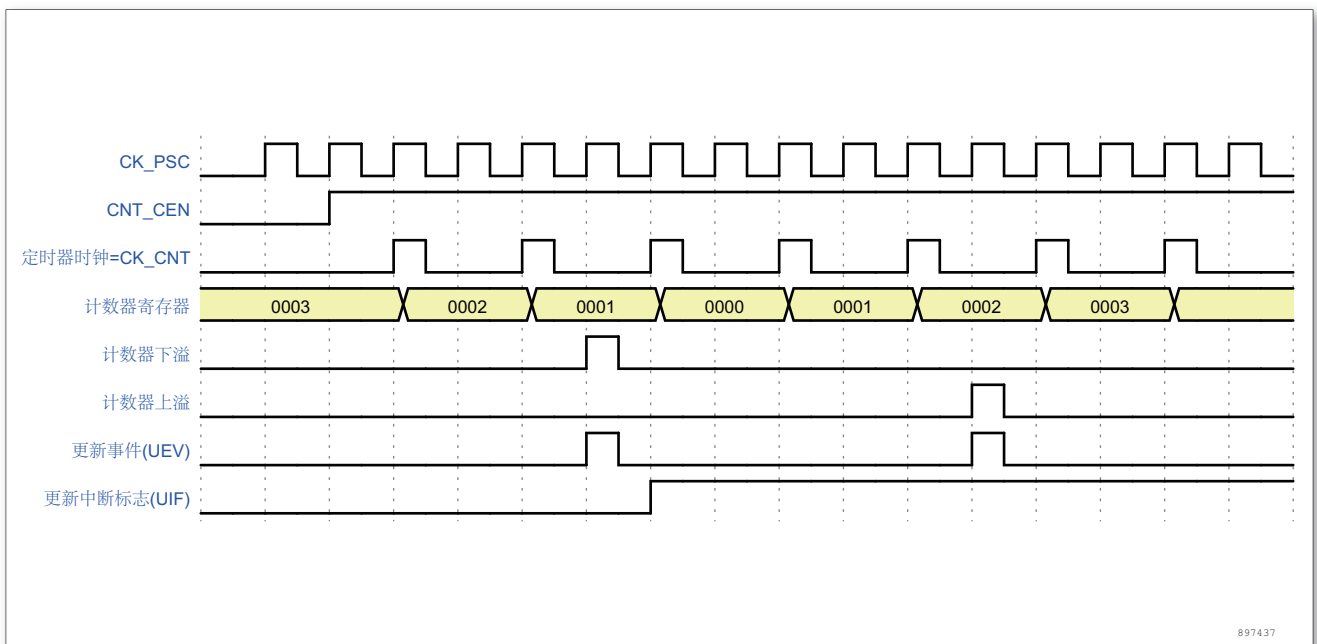 CK_PSC
CNT_CEN
定时器时钟=CK_CNT
计数器寄存器 0003 0002 0001 0000 0001 0002 0003
计数器下溢
计数器上溢
更新事件(UEV)
更新中断标志(UIF)
897437